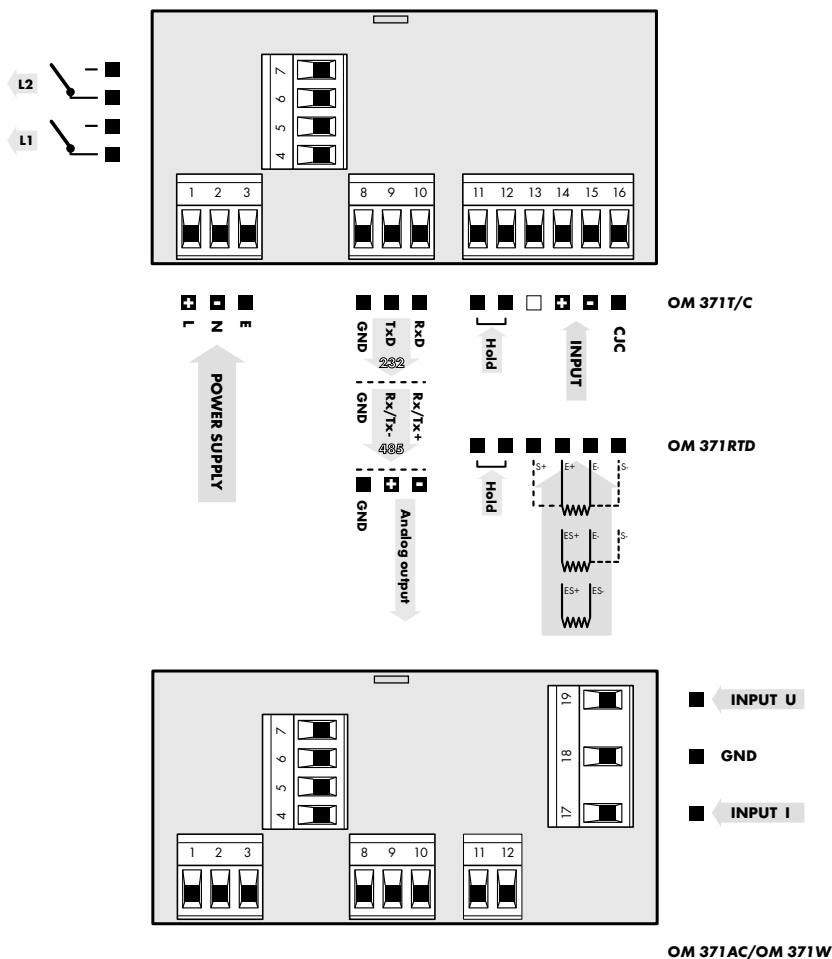 7
6
5
4
L2
L1
1 2 3
8 9 10
11 12 13 14 15 16
L N E
POWER SUPPLY
GND TxD RxD
232
GND Rx/Tx- Rx/Tx+
485
GND
Analog output
Hold
INPUT
CJC
OM 371T/C
OM 371RTD
Hold
S+ E+ E- S-
ES+ E- S-
ES+ ES-
7
6
5
4
19
18
17
INPUT U
GND
INPUT I
1 2 3
8 9 10
11 12
OM 371AC/OM 371W